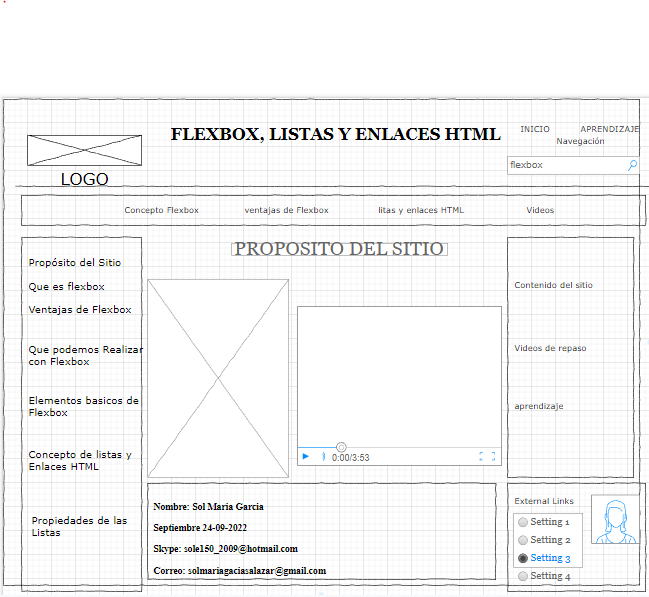 FLEXBOX, LISTAS Y ENLACES HTML
INICIO
APRENDIZAJE
Navegación
flexbox
LOGO
Concepto Flexbox
ventajas de Flexbox
litas y enlaces HTML
Videos
Propósito del Sitio
Que es flexbox
Ventajas de Flexbox
Que podemos Realizar
con Flexbox
Elementos basicos de
Flexbox
Concepto de listas y
Enlaces HTML
Propiedades de las
Listas
PROPOSITO DEL SITIO
0:00/3:53
Contenido del sitio
Videos de repaso
aprendizaje
Nombre: Sol Maria Garcia
Septiembre 24-09-2022
Skype: sole150_2009@hotmail.com
Correo: solmariagaciasalazar@gmail.com
External Links
Setting 1
Setting 2
Setting 3
Setting 4